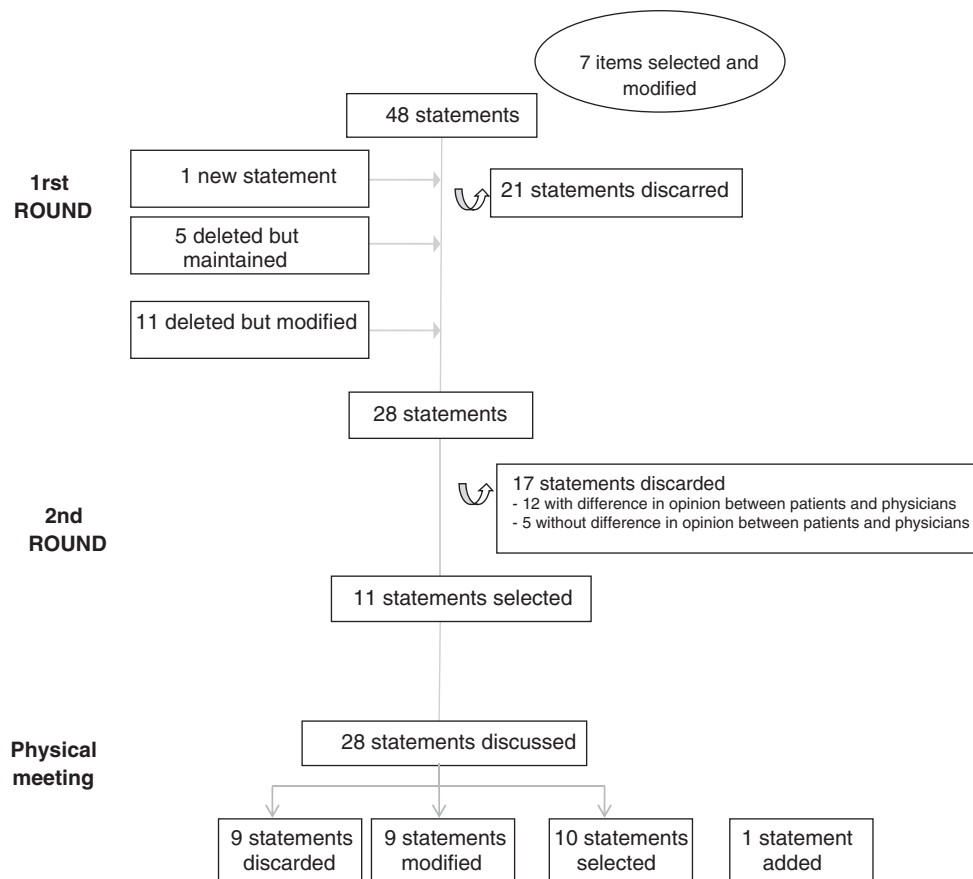 7 items selected and
modified
48 statements
1rst
ROUND
1 new statement
21 statements discarred
5 deleted but
maintained
11 deleted but modified
28 statements
2nd
ROUND
17 statements discarded
- 12 with difference in opinion between patients and physicians
- 5 without difference in opinion between patients and physicians
11 statements selected
Physical
meeting
28 statements discussed
9 statements
discarded
9 statements
modified
10 statements
selected
1 statement
added